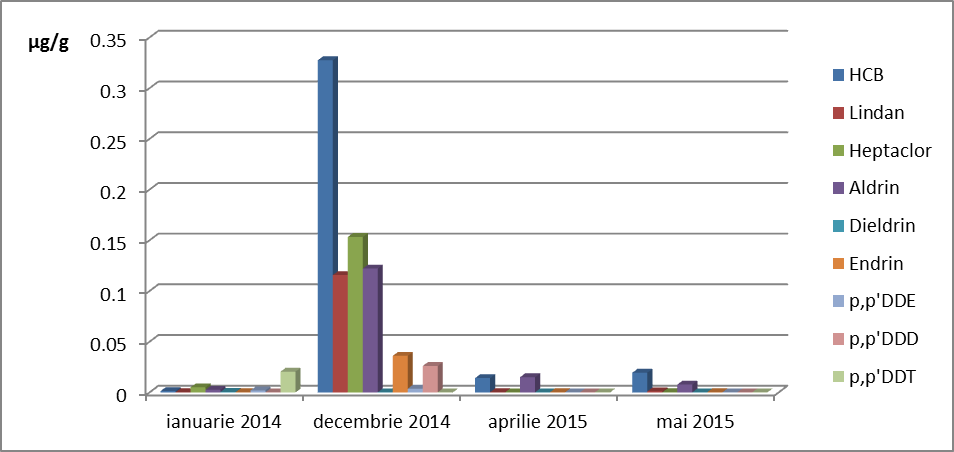 µg/g
0.35
0.3
0.25
0.2
0.15
0.1
0.05
0
ianuarie 2014
decembrie 2014
aprilie 2015
mai 2015
HCB
Lindan
Heptaclor
Aldrin
Dieldrin
Endrin
p,p'DDE
p,p'DDD
p,p'DDT